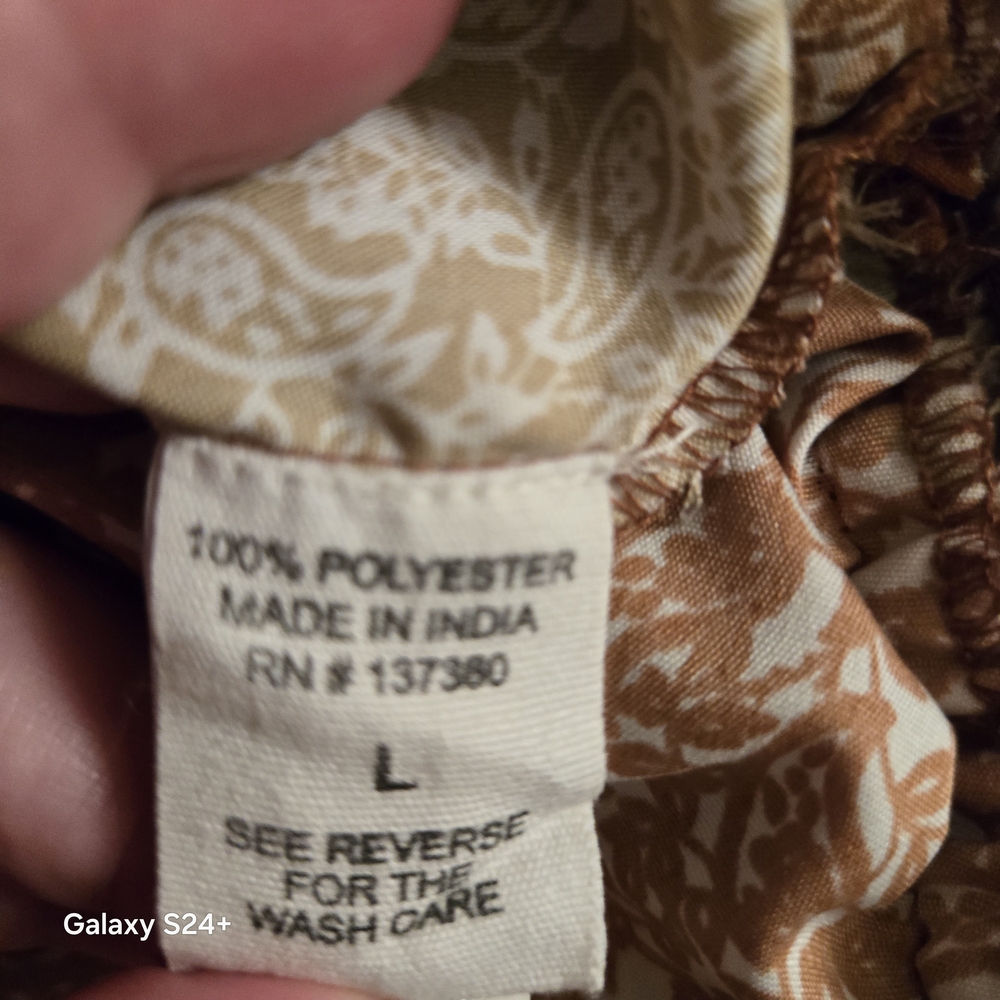 100% POLYESTER
MADE IN INDIA
RN # 137380
L
SEE REVERSE
FOR THE
WASH CARE
Galaxy S24+